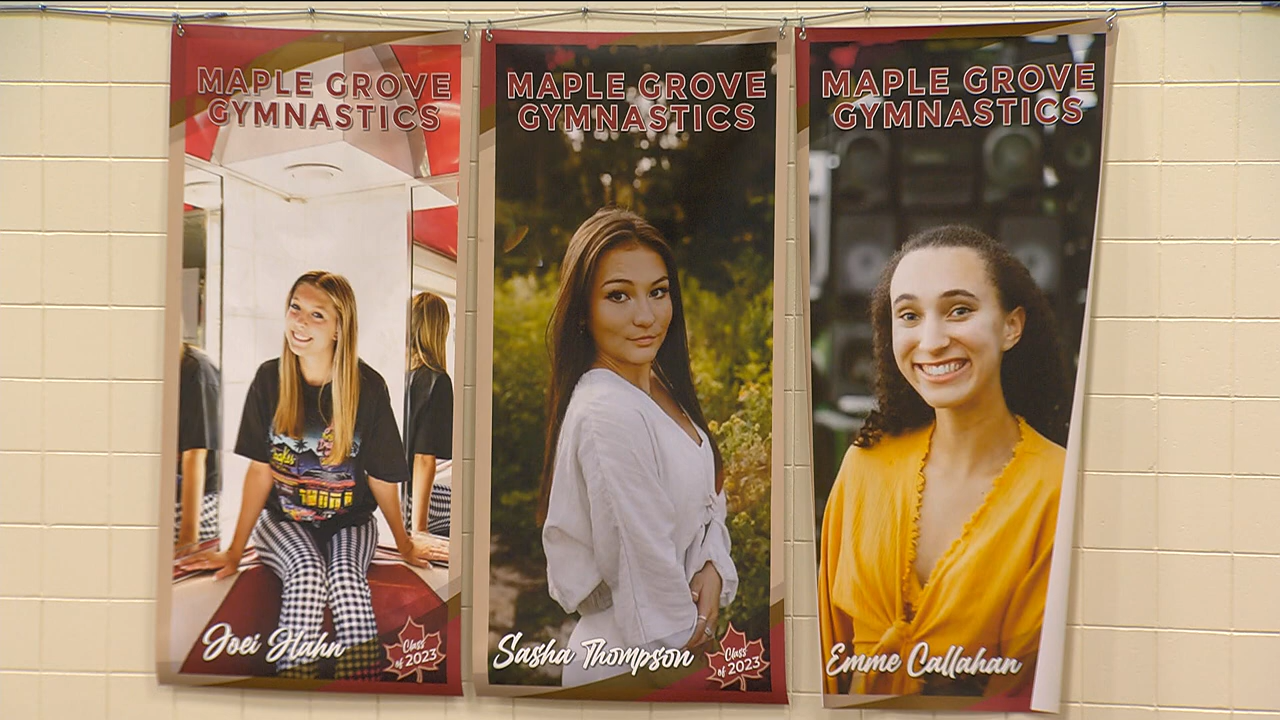 MAPLE GROVE
GYMNASTICS
Joei Hahn
Class
of 2023
MAPLE GROVE
GYMNASTICS
Sasha Thompson
Class
of 2023
MAPLE GROVE
GYMNASTICS
Emme Callahan